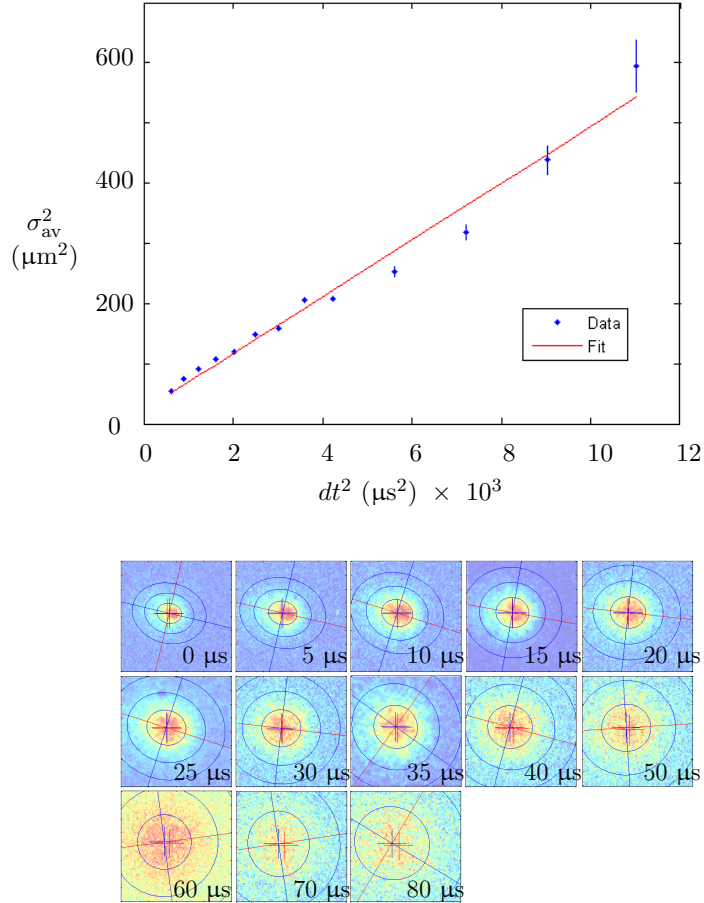 600
400
σ²av
(µm²)
200
Data
Fit
0
0 2 4 6 8 10 12
dt² (µs²) × 10³
0 µs 5 µs 10 µs 15 µs 20 µs
25 µs 30 µs 35 µs 40 µs 50 µs
60 µs 70 µs 80 µs